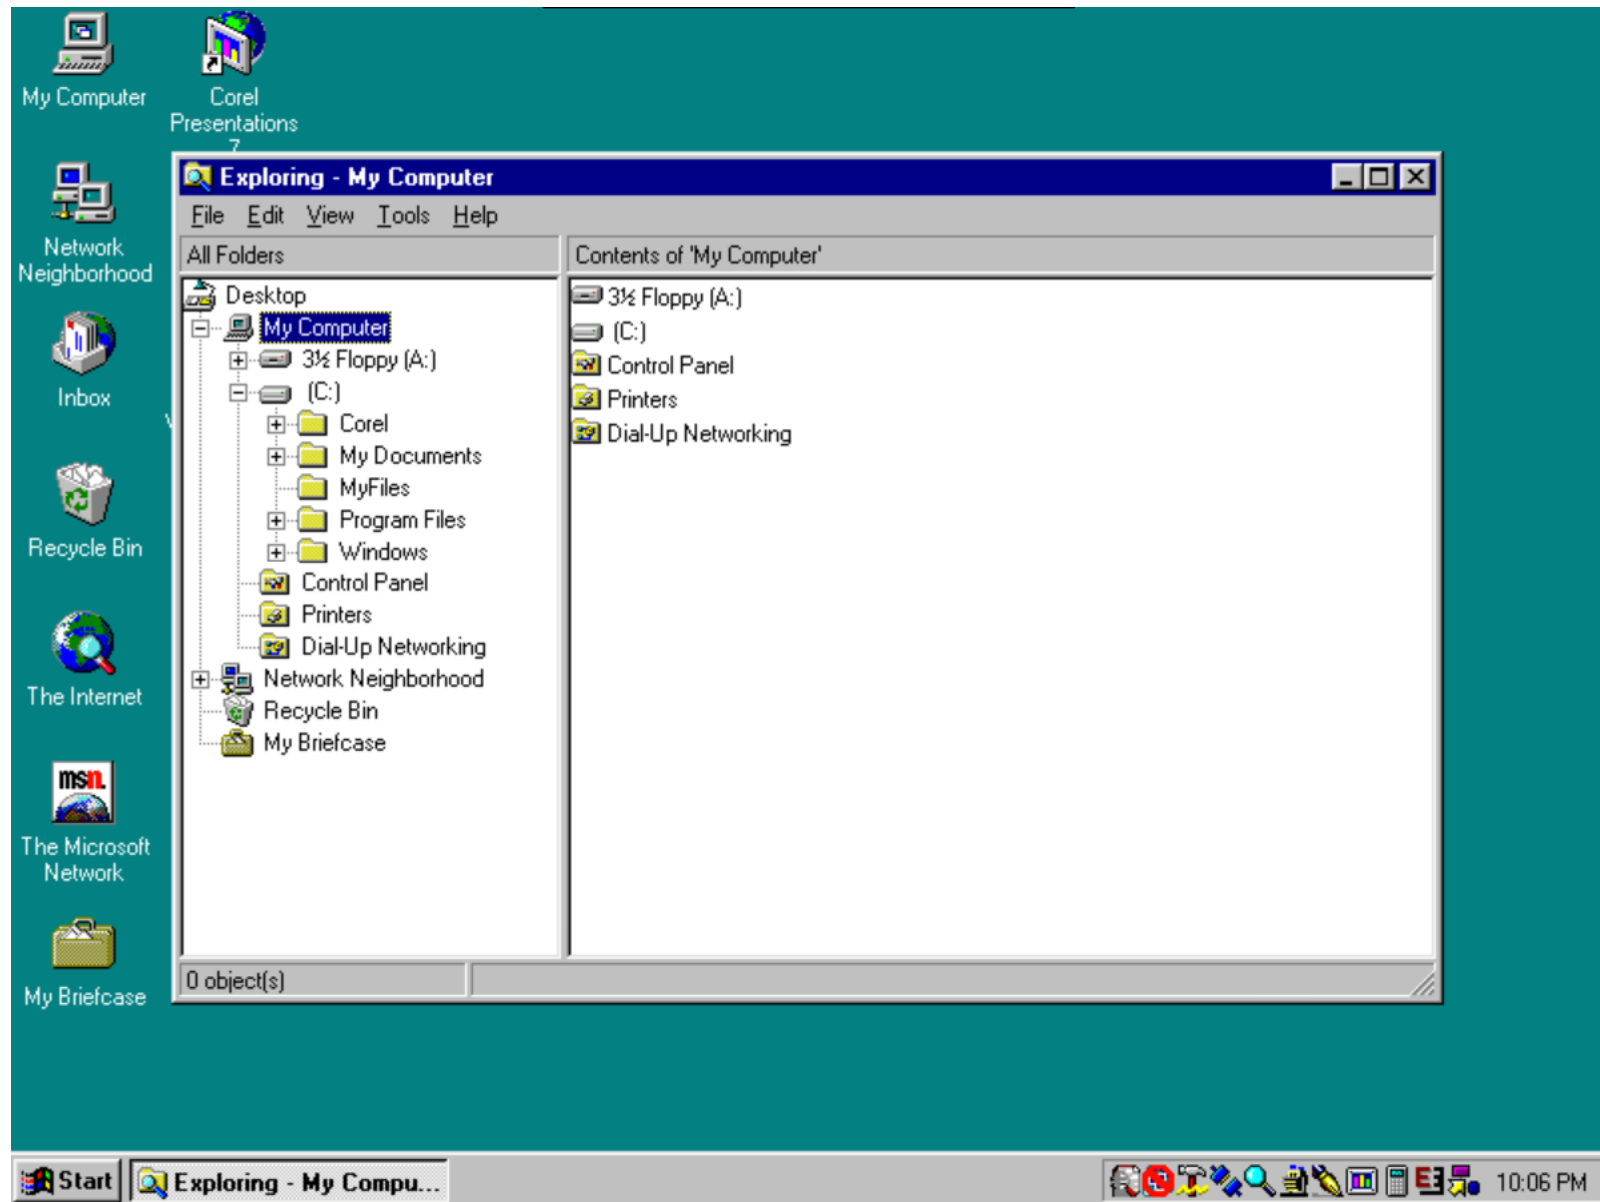 My Computer
Corel
Presentations
7
Network
Neighborhood
Inbox
Recycle Bin
The Internet
msn.
The Microsoft
Network
My Briefcase
Exploring - My Computer
File Edit View Tools Help
All Folders
Contents of 'My Computer'
Desktop
My Computer
3½ Floppy (A:)
(C:)
Corel
My Documents
MyFiles
Program Files
Windows
Control Panel
Printers
Dial-Up Networking
Network Neighborhood
Recycle Bin
My Briefcase
3½ Floppy (A:)
(C:)
Control Panel
Printers
Dial-Up Networking
0 object(s)
Start
Exploring - My Compu...
10:06 PM